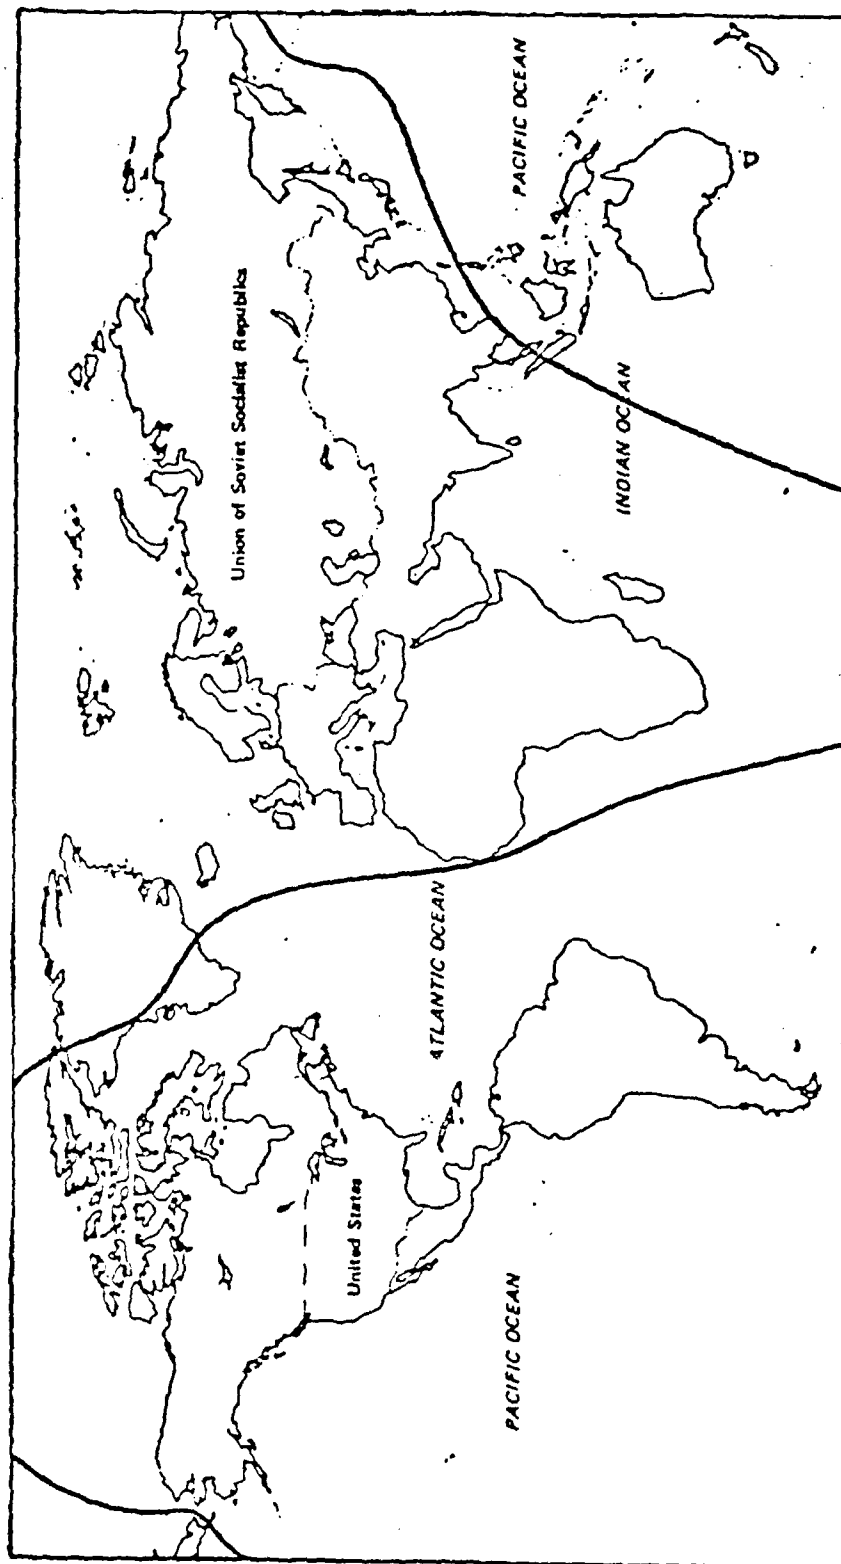 Union of Soviet Socialist Republics
PACIFIC OCEAN
INDIAN OCEAN
ATLANTIC OCEAN
United States
PACIFIC OCEAN